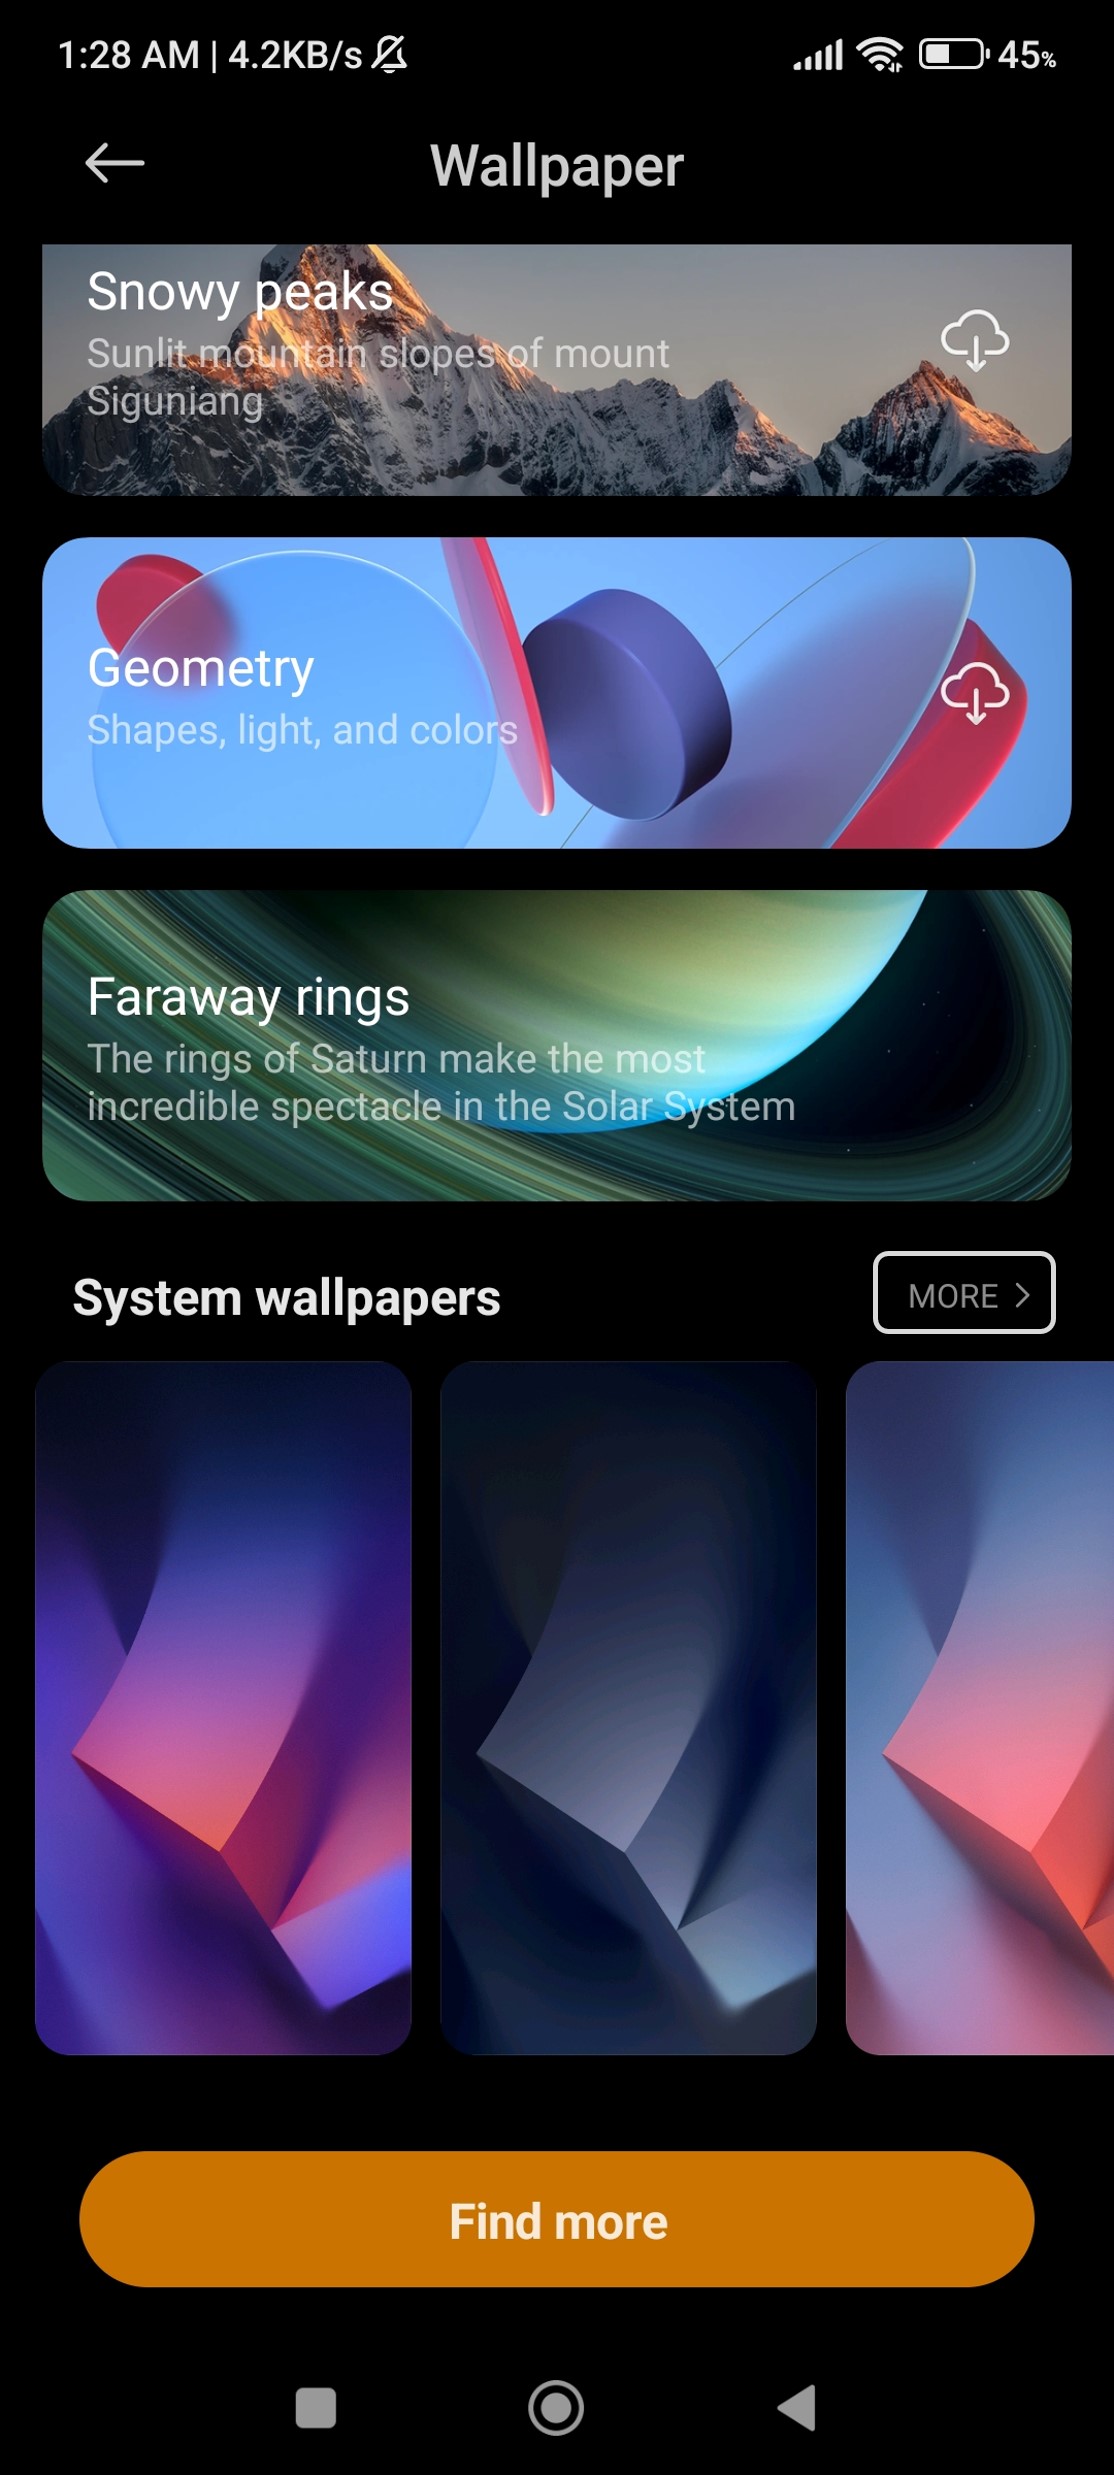 1:28 AM | 4.2KB/s 45%
Wallpaper
Snowy peaks
Sunlit mountain slopes of mount
Siguniang
Geometry
Shapes, light, and colors
Faraway rings
The rings of Saturn make the most
incredible spectacle in the Solar System
System wallpapers MORE >
Find more